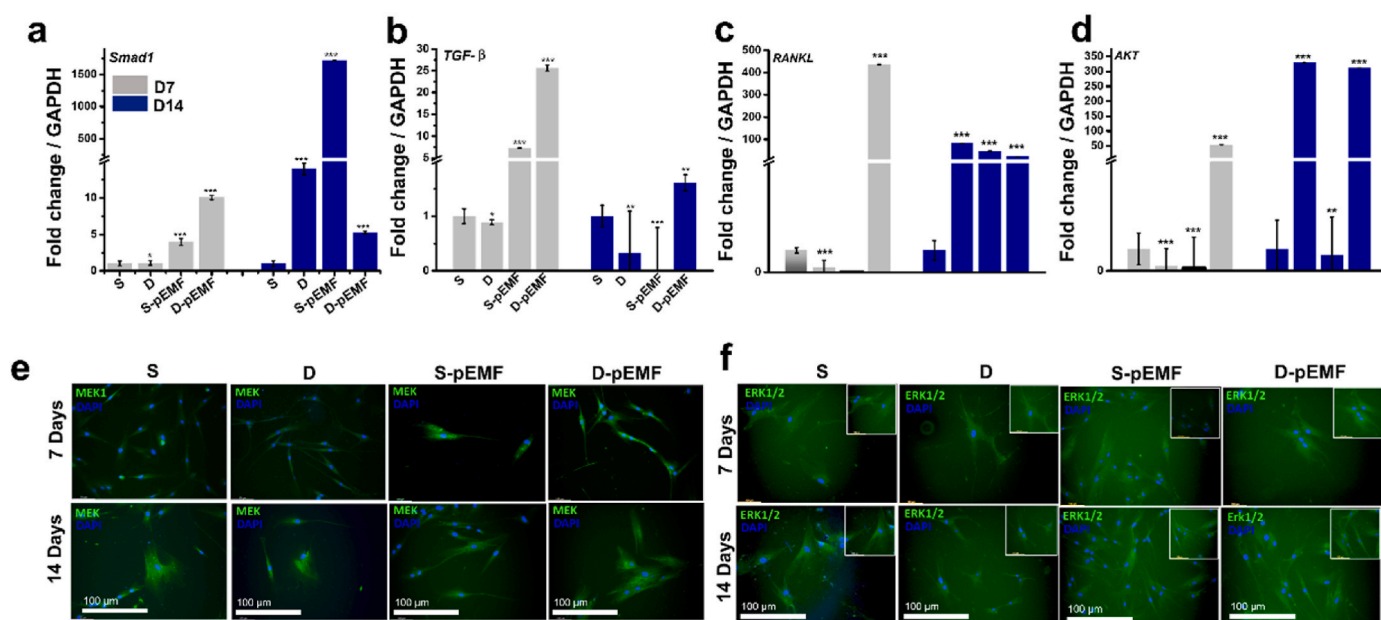 a
Smad1
D7
D14
Fold change / GAPDH
1750
1500
1250
1000
750
500
10
5
0
***
***
*
***
***
***
S
D
S-pEMF
D-pEMF
S
D
S-pEMF
D-pEMF
b
TGF-β
Fold change / GAPDH
30
25
20
15
10
5
1
0
*
***
***
**
***
**
S
D
S-pEMF
D-pEMF
S
D
S-pEMF
D-pEMF
c
RANKL
Fold change / GAPDH
500
400
300
200
100
0
***
***
***
***
***
d
AKT
Fold change / GAPDH
350
300
250
200
150
100
50
0
***
***
***
***
**
***
e
S
D
S-pEMF
D-pEMF
7 Days
MEK1
DAPI
MEK
DAPI
MEK
DAPI
MEK
DAPI
14 Days
MEK
DAPI
100 µm
MEK
DAPI
100 µm
MEK
DAPI
100 µm
MEK
DAPI
100 µm
f
S
D
S-pEMF
D-pEMF
7 Days
ERK1/2
DAPI
ERK1/2
DAPI
ERK1/2
DAPI
ERK1/2
DAPI
14 Days
ERK1/2
DAPI
100 µm
ERK1/2
DAPI
100 µm
ERK1/2
DAPI
100 µm
Erk1/2
DAPI
100 µm